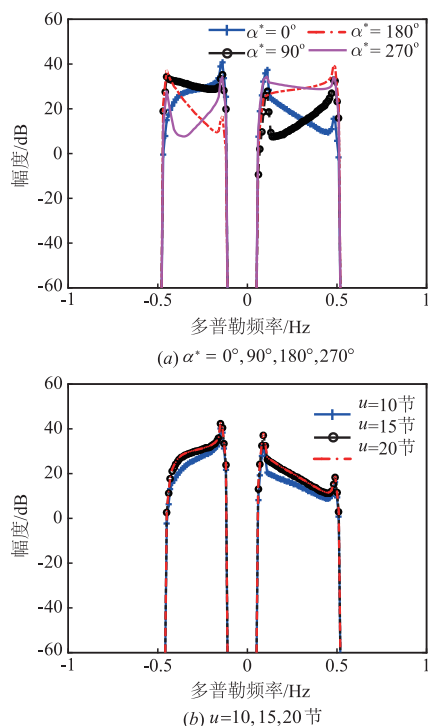 α* = 0° α* = 180°
α* = 90° α* = 270°
60
40
20
0
-20
-40
60
幅度/dB
-1 -0.5 0 0.5 1
多普勒频率/Hz
(a) α* = 0°,90°,180°,270°
u=10节
u=15节
u=20节
60
40
20
0
-20
-40
-60
幅度/dB
-1 -0.5 0 0.5 1
多普勒频率/Hz
(b) u=10,15,20 节